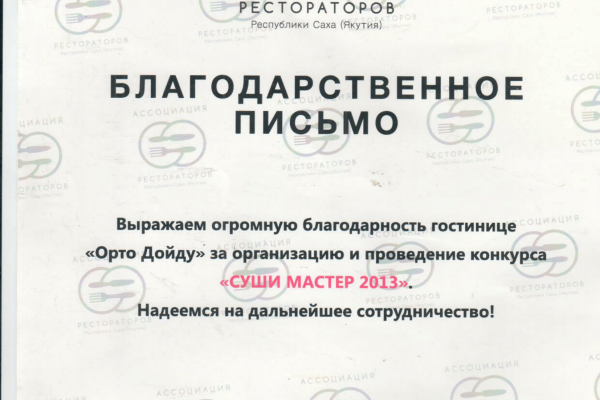 РЕСТОРАТОРОВ
Республики Саха (Якутия)
БЛАГОДАРСТВЕННОЕ
ПИСЬМО
Выражаем огромную благодарность гостинице
«Орто Дойду» за организацию и проведение конкурса
«СУШИ МАСТЕР 2013».
Надеемся на дальнейшее сотрудничество!